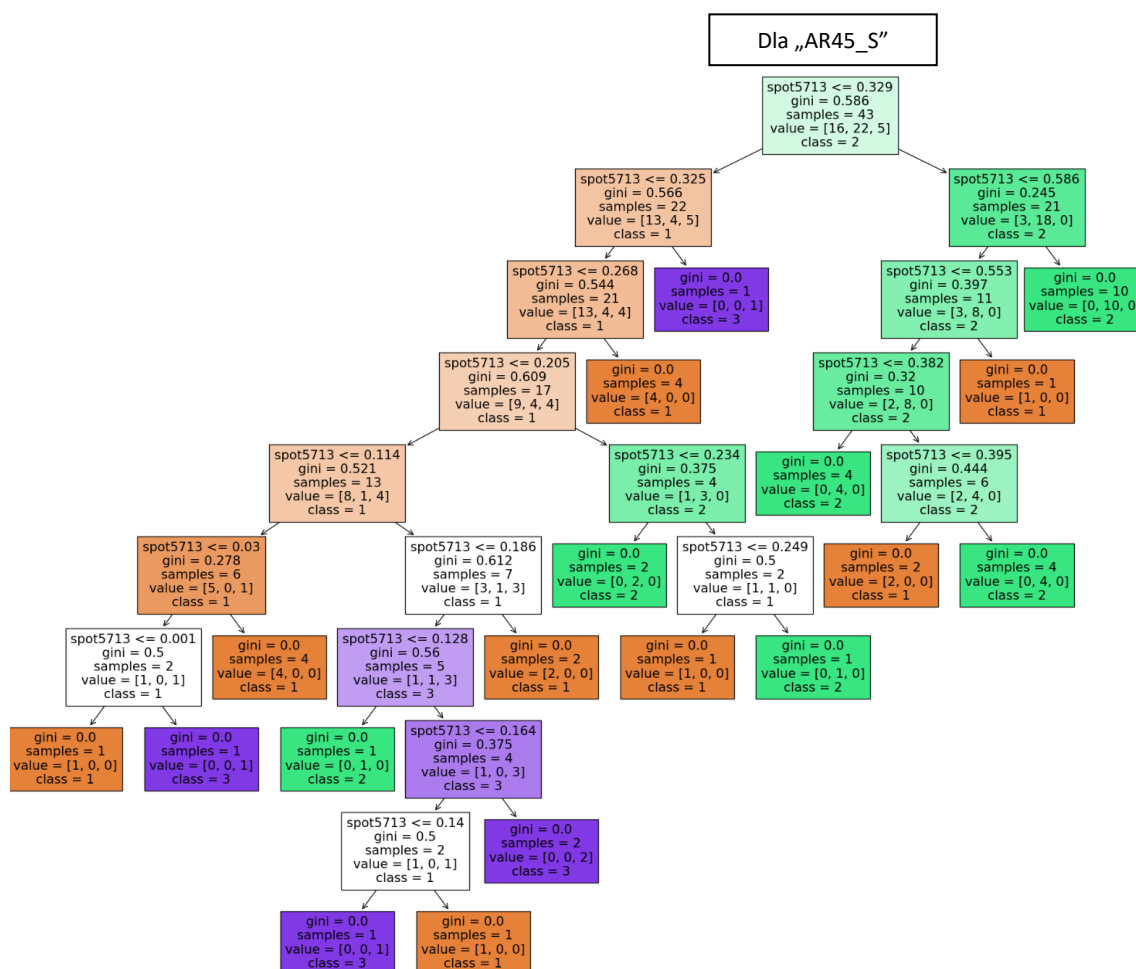 Dla „AR45_S”
spot5713 <= 0.329
gini = 0.586
samples = 43
value = [16, 22, 5]
class = 2
spot5713 <= 0.325
gini = 0.566
samples = 22
value = [13, 4, 5]
class = 1
spot5713 <= 0.586
gini = 0.245
samples = 21
value = [3, 18, 0]
class = 2
spot5713 <= 0.268
gini = 0.544
samples = 21
value = [13, 4, 4]
class = 1
gini = 0.0
samples = 1
value = [0, 0, 1]
class = 3
spot5713 <= 0.553
gini = 0.397
samples = 11
value = [3, 8, 0]
class = 2
gini = 0.0
samples = 10
value = [0, 10, 0]
class = 2
spot5713 <= 0.205
gini = 0.609
samples = 17
value = [9, 4, 4]
class = 1
gini = 0.0
samples = 4
value = [4, 0, 0]
class = 1
spot5713 <= 0.382
gini = 0.32
samples = 10
value = [2, 8, 0]
class = 2
gini = 0.0
samples = 1
value = [1, 0, 0]
class = 1
spot5713 <= 0.114
gini = 0.521
samples = 13
value = [8, 1, 4]
class = 1
spot5713 <= 0.234
gini = 0.375
samples = 4
value = [1, 3, 0]
class = 2
gini = 0.0
samples = 4
value = [0, 4, 0]
class = 2
spot5713 <= 0.395
gini = 0.444
samples = 6
value = [2, 4, 0]
class = 2
spot5713 <= 0.03
gini = 0.278
samples = 6
value = [5, 0, 1]
class = 1
spot5713 <= 0.186
gini = 0.612
samples = 7
value = [3, 1, 3]
class = 1
gini = 0.0
samples = 2
value = [0, 2, 0]
class = 2
spot5713 <= 0.249
gini = 0.5
samples = 2
value = [1, 1, 0]
class = 1
gini = 0.0
samples = 2
value = [2, 0, 0]
class = 1
gini = 0.0
samples = 4
value = [0, 4, 0]
class = 2
spot5713 <= 0.001
gini = 0.5
samples = 2
value = [1, 0, 1]
class = 1
gini = 0.0
samples = 4
value = [4, 0, 0]
class = 1
spot5713 <= 0.128
gini = 0.56
samples = 5
value = [1, 1, 3]
class = 3
gini = 0.0
samples = 2
value = [2, 0, 0]
class = 1
gini = 0.0
samples = 1
value = [1, 0, 0]
class = 1
gini = 0.0
samples = 1
value = [0, 1, 0]
class = 2
gini = 0.0
samples = 1
value = [1, 0, 0]
class = 1
gini = 0.0
samples = 1
value = [0, 0, 1]
class = 3
gini = 0.0
samples = 1
value = [0, 1, 0]
class = 2
spot5713 <= 0.164
gini = 0.375
samples = 4
value = [1, 0, 3]
class = 3
spot5713 <= 0.14
gini = 0.5
samples = 2
value = [1, 0, 1]
class = 1
gini = 0.0
samples = 2
value = [0, 0, 2]
class = 3
gini = 0.0
samples = 1
value = [0, 0, 1]
class = 3
gini = 0.0
samples = 1
value = [1, 0, 0]
class = 1